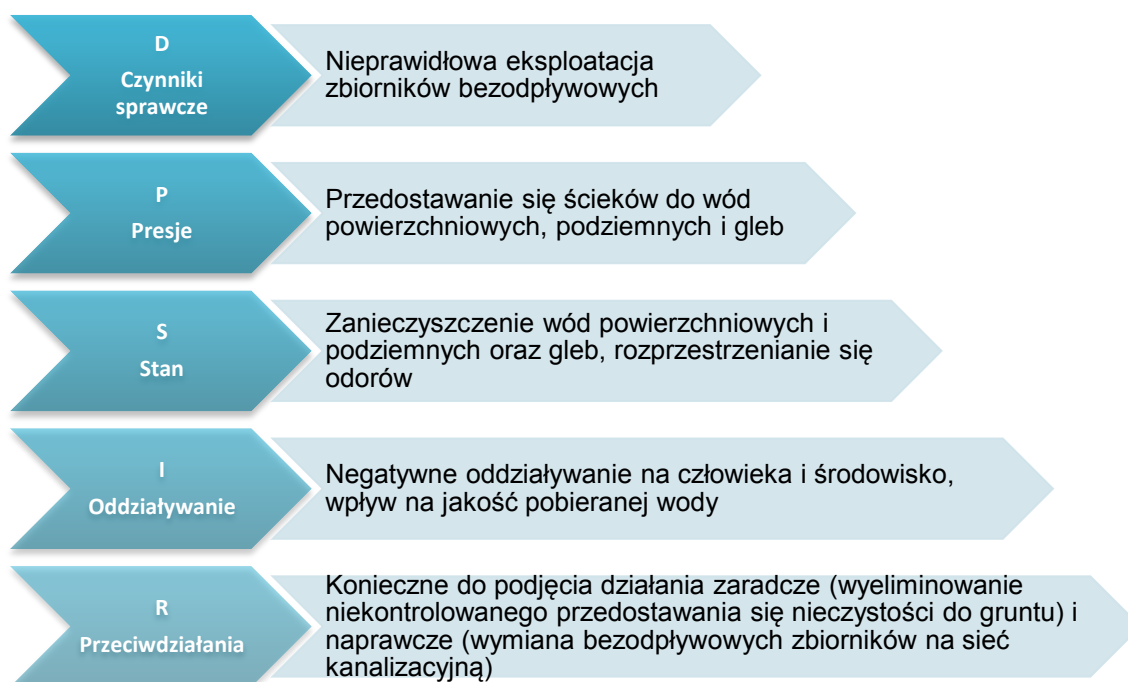 D
Czynniki
sprawcze
Nieprawidłowa eksploatacja
zbiorników bezodpływowych
P
Presje
Przedostawanie się ścieków do wód
powierzchniowych, podziemnych i gleb
S
Stan
Zanieczyszczenie wód powierzchniowych i
podziemnych oraz gleb, rozprzestrzenianie się
odorów
I
Oddziaływanie
Negatywne oddziaływanie na człowieka i środowisko,
wpływ na jakość pobieranej wody
R
Przeciwdziałania
Konieczne do podjęcia działania zaradcze (wyeliminowanie
niekontrolowanego przedostawania się nieczystości do gruntu) i
naprawcze (wymiana bezodpływowych zbiorników na sieć
kanalizacyjną)